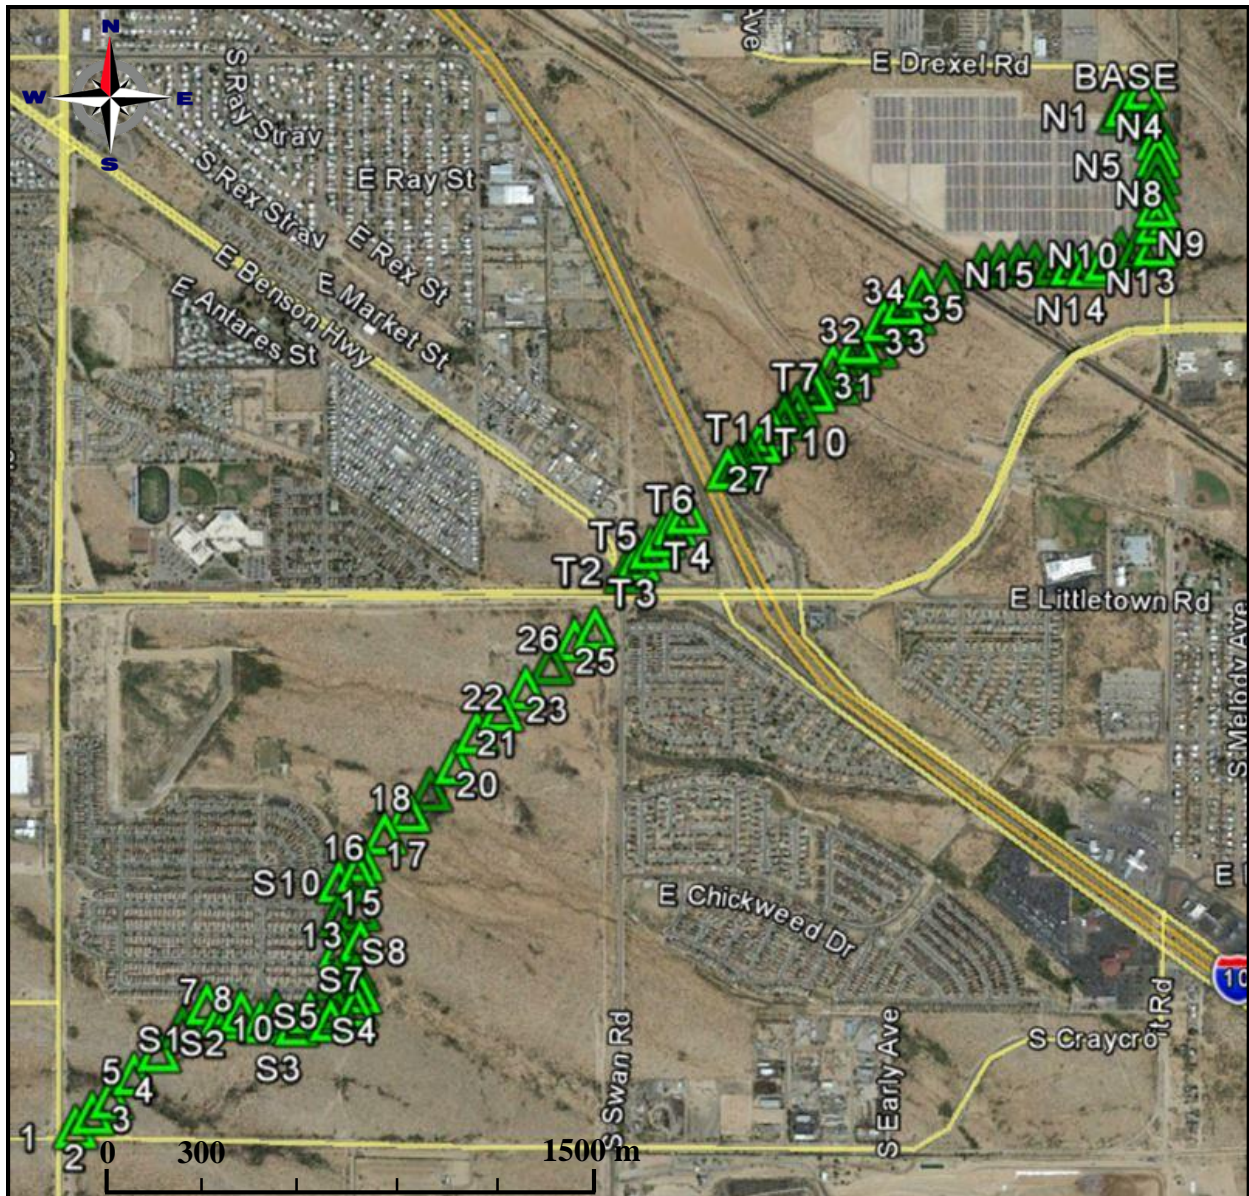 N
W
E
S
S Ray Strav
S Rex Strav
E Ray St
E Rex St
E Market St
E Benson Hwy
E Antares St
Ave
E Drexel Rd
BASE
N1
N4
N5
N8
N9
N10
N13
N15
N14
34
35
32
33
T7
31
T11
T10
27
T6
T5
T4
T2
T3
E Littletown Rd
S Melody Ave
26
25
22
23
21
20
18
17
16
S10
15
13
S8
S7
E Chickweed Dr
E
10
7
8
S5
10
S4
S1
S2
S3
5
4
3
1
2
S Swan Rd
S Early Ave
S Craycroft Rd
0
300
1500 m